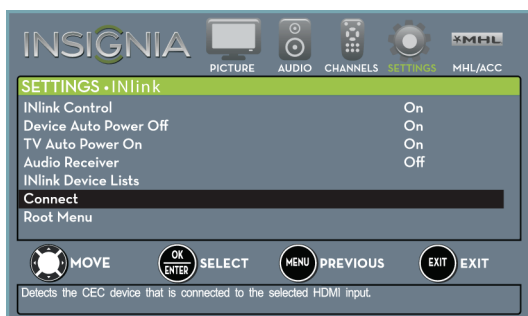 INSIGNIA
PICTURE AUDIO CHANNELS SETTINGS MHL/ACC
MHL
SETTINGS • INlink
INlink Control On
Device Auto Power Off On
TV Auto Power On On
Audio Receiver Off
INlink Device Lists
Connect
Root Menu
MOVE OK ENTER SELECT MENU PREVIOUS EXIT EXIT
Detects the CEC device that is connected to the selected HDMI input.